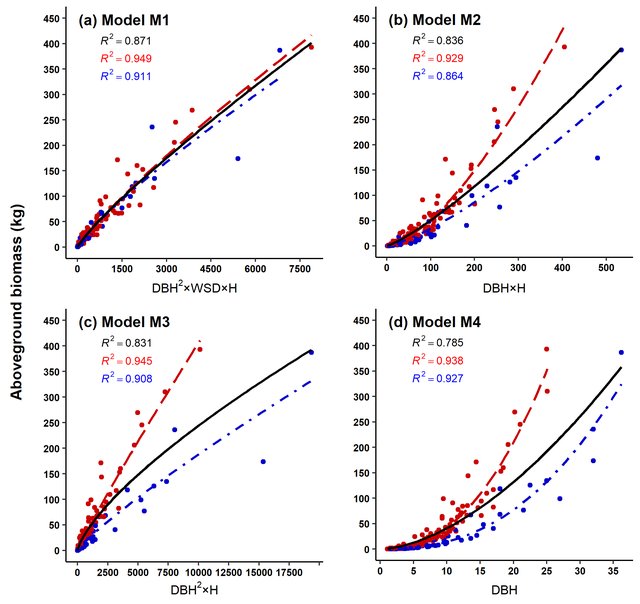 (a) Model M1
R² = 0.871
R² = 0.949
R² = 0.911
450
400
350
300
250
200
150
100
50
0
0 1500 3000 4500 6000 7500
DBH²×WSD×H
(b) Model M2
R² = 0.836
R² = 0.929
R² = 0.864
450
400
350
300
250
200
150
100
50
0
0 100 200 300 400 500
DBH×H
Aboveground biomass (kg)
(c) Model M3
R² = 0.831
R² = 0.945
R² = 0.908
450
400
350
300
250
200
150
100
50
0
0 2500 5000 7500 10000 12500 15000 17500
DBH²×H
(d) Model M4
R² = 0.785
R² = 0.938
R² = 0.927
450
400
350
300
250
200
150
100
50
0
0 5 10 15 20 25 30 35
DBH